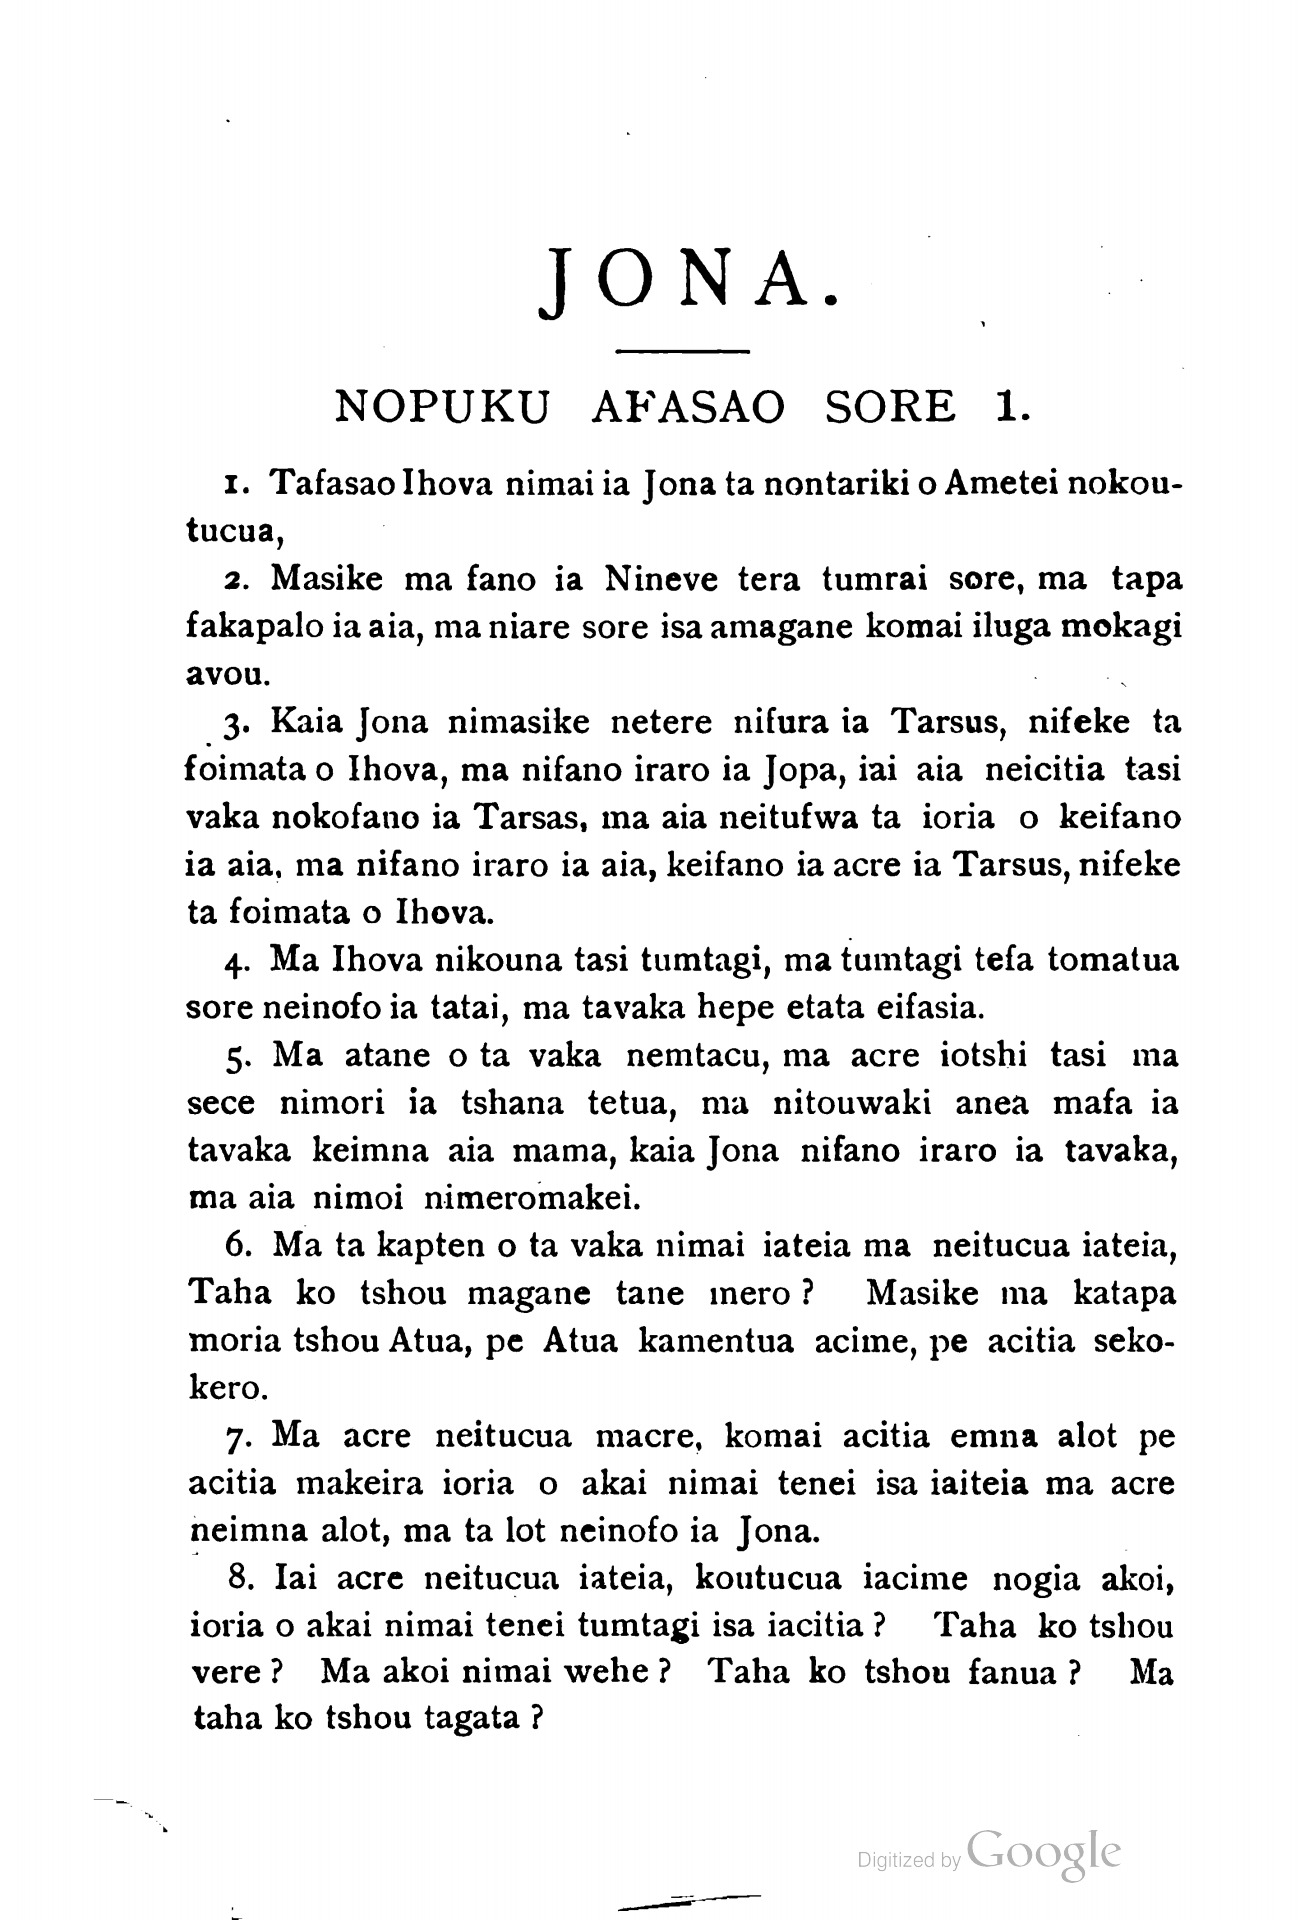 JONA.
NOPUKU AFASAO SORE 1.
1. Tafasao Ihova nimai ia Jona ta nontariki o Ametei nokou-
tucua,
2. Masike ma fano ia Nineve tera tumrai sore, ma tapa
fakapalo ia aia, ma niare sore isa amagane komai iluga mokagi
avou.
3. Kaia Jona nimasike netere nifura ia Tarsus, nifeke ta
foimata o Ihova, ma nifano iraro ia Jopa, iai aia neicitia tasi
vaka nokofano ia Tarsas, ma aia neitufwa ta ioria o keifano
ia aia, ma nifano iraro ia aia, keifano ia acre ia Tarsus, nifeke
ta foimata o Ihova.
4. Ma Ihova nikouna tasi tumtagi, ma tumtagi tefa tomatua
sore neinofo ia tatai, ma tavaka hepe etata eifasia.
5. Ma atane o ta vaka nemtacu, ma acre iotshi tasi ma
sece nimori ia tshana tetua, ma nitouwaki anea mafa ia
tavaka keimna aia mama, kaia Jona nifano iraro ia tavaka,
ma aia nimoi nimeromakei.
6. Ma ta kapten o ta vaka nimai iateia ma neitucua iateia,
Taha ko tshou magane tane mero ? Masike ma katapa
moria tshou Atua, pe Atua kamentua acime, pe acitia seko-
kero.
7. Ma acre neitucua macre, komai acitia emna alot pe
acitia makeira ioria o akai nimai tenei isa iaiteia ma acre
neimna alot, ma ta lot neinofo ia Jona.
8. Iai acre neitucua iateia, koutucua iacime nogia akoi,
ioria o akai nimai tenei tumtagi isa iacitia ? Taha ko tshou
vere ? Ma akoi nimai wehe ? Taha ko tshou fanua ? Ma
taha ko tshou tagata ?
Digitized by Google